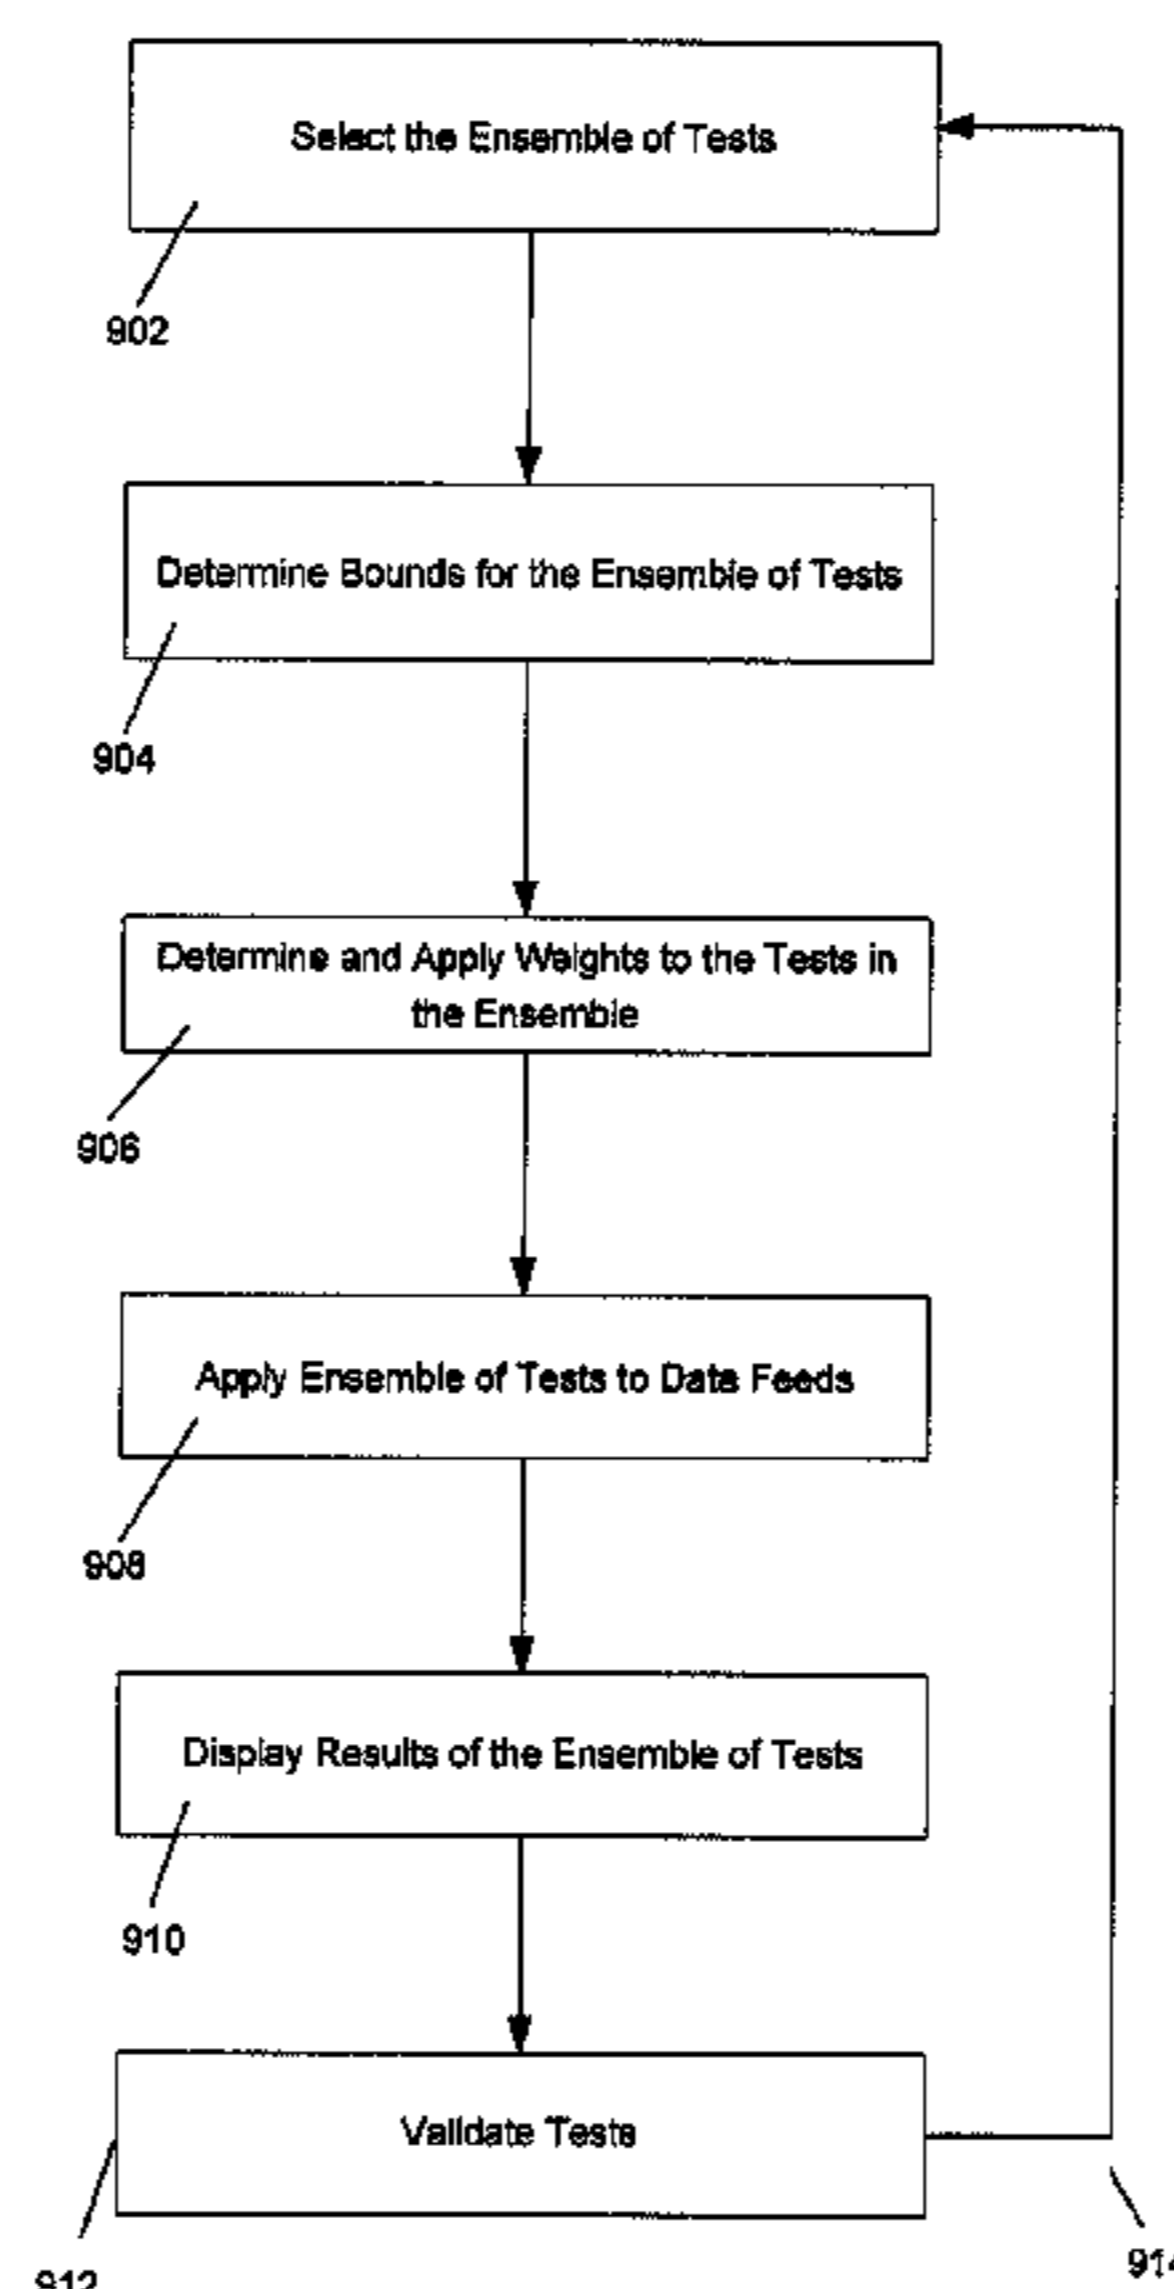 Select the Ensemble of Tests
902
Determine Bounds for the Ensemble of Tests
904
Determine and Apply Weights to the Tests in
the Ensemble
906
Apply Ensemble of Tests to Data Feeds
908
Display Results of the Ensemble of Tests
910
Validate Tests
912
914